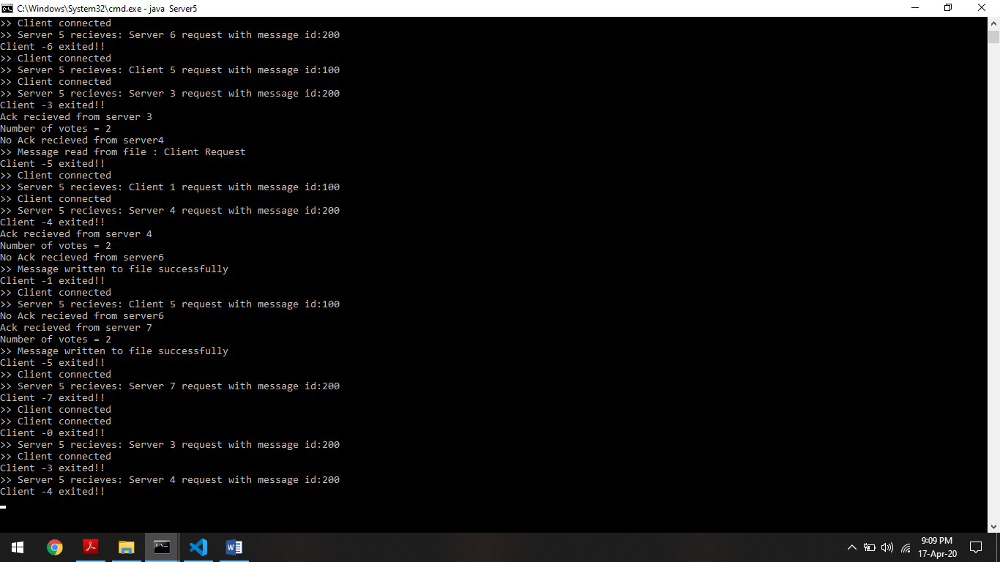 C:\Windows\System32\cmd.exe - java  Server5
>> Client connected
>> Server 5 recieves: Server 6 request with message id:200
Client -6 exited!!
>> Client connected
>> Server 5 recieves: Client 5 request with message id:100
>> Client connected
>> Server 5 recieves: Server 3 request with message id:200
Client -3 exited!!
Ack recieved from server 3
Number of votes = 2
No Ack recieved from server4
>> Message read from file : Client Request
Client -5 exited!!
>> Client connected
>> Server 5 recieves: Client 1 request with message id:100
>> Client connected
>> Server 5 recieves: Server 4 request with message id:200
Client -4 exited!!
Ack recieved from server 4
Number of votes = 2
No Ack recieved from server6
>> Message written to file successfully
Client -1 exited!!
>> Client connected
>> Server 5 recieves: Client 5 request with message id:100
No Ack recieved from server6
Ack recieved from server 7
Number of votes = 2
>> Message written to file successfully
Client -5 exited!!
>> Client connected
>> Server 5 recieves: Server 7 request with message id:200
Client -7 exited!!
>> Client connected
>> Client connected
Client -0 exited!!
>> Server 5 recieves: Server 3 request with message id:200
>> Client connected
Client -3 exited!!
>> Server 5 recieves: Server 4 request with message id:200
Client -4 exited!!
9:09 PM
17-Apr-20